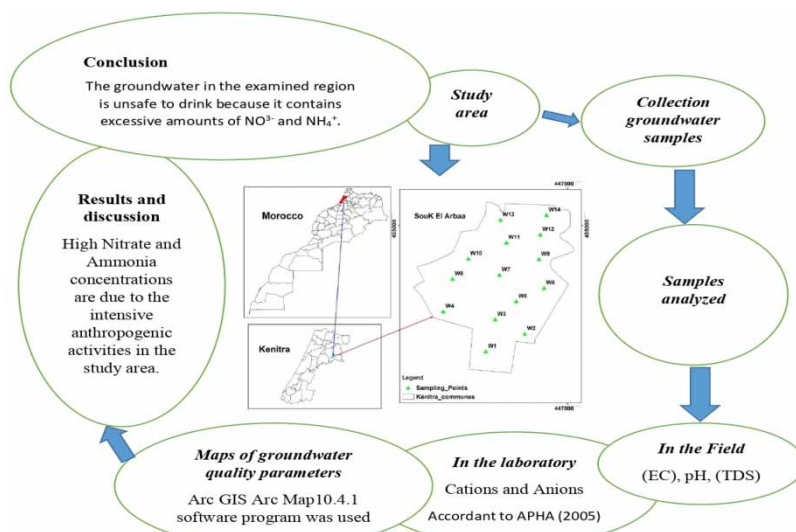 Conclusion
The groundwater in the examined region
is unsafe to drink because it contains
excessive amounts of NO³⁻ and NH₄⁺.
Study
area
Collection
groundwater
samples
Samples
analyzed
In the Field
(EC), pH, (TDS)
In the laboratory
Cations and Anions
Accordant to APHA (2005)
Maps of groundwater
quality parameters
Arc GIS Arc Map10.4.1
software program was used
Results and
discussion
High Nitrate and
Ammonia
concentrations
are due to the
intensive
anthropogenic
activities in the
study area.
Morocco
Kenitra
447000
455000
SouK El Arbaa
W14
W13
W12
W11
W10
W9
W7
W8
W6
W4
W3
W2
W1
Legend
Sampling_Points
Kénitra_communes
447000
455000